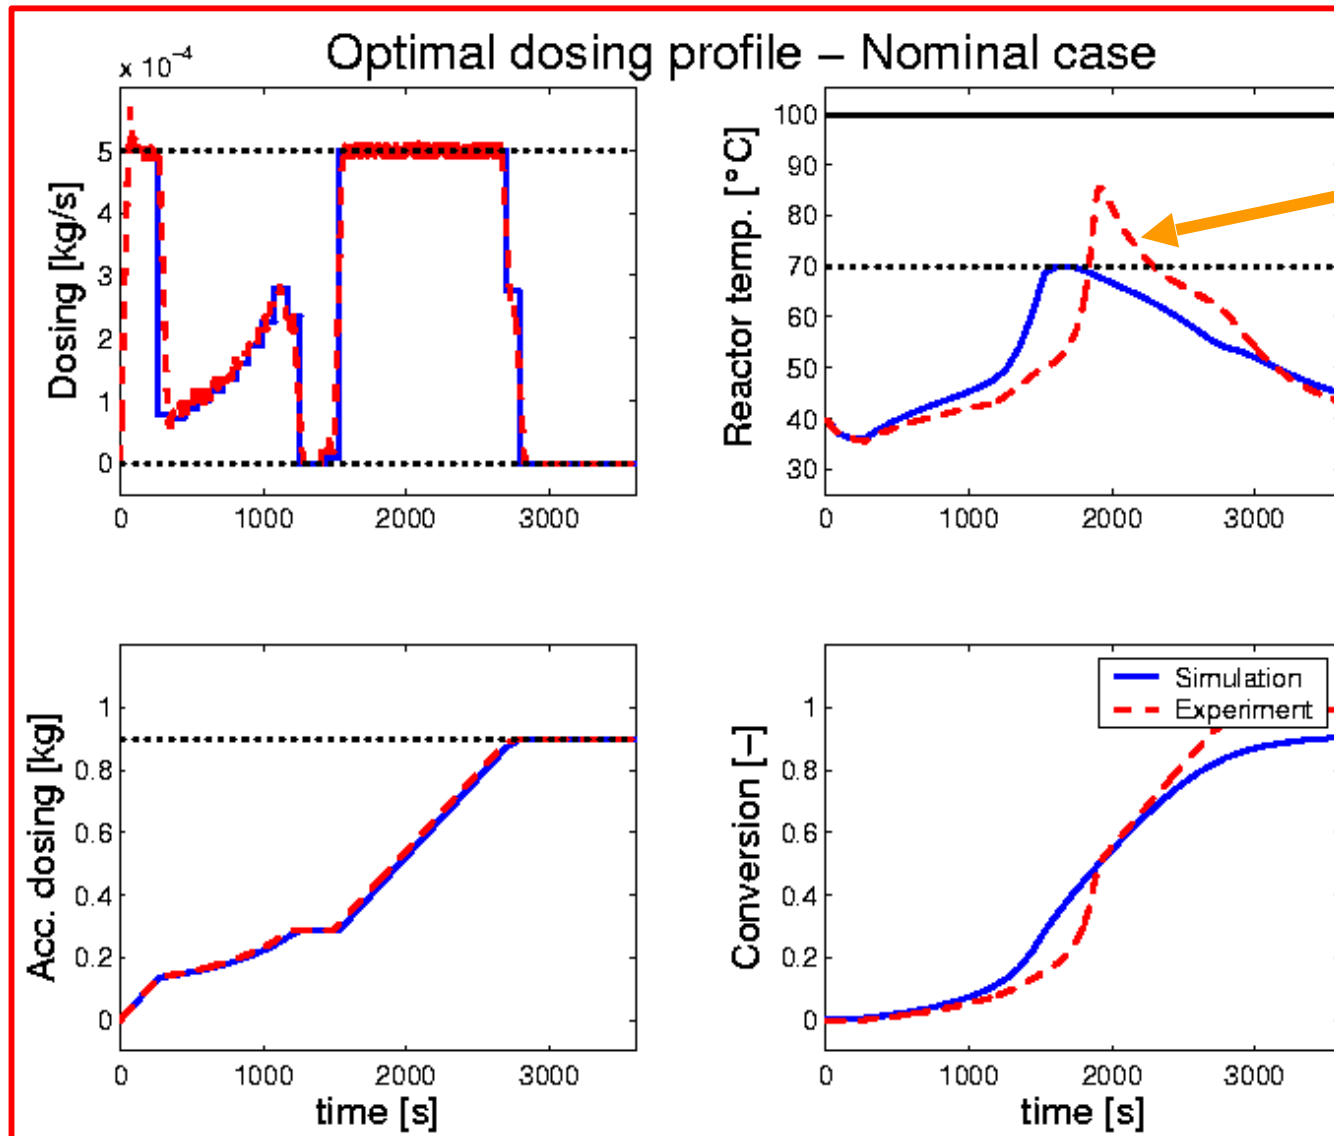 Optimal dosing profile – Nominal case
x 10⁻⁴
Dosing [kg/s]
5
4
3
2
1
0
0 1000 2000 3000
Reactor temp. [°C]
100
90
80
70
60
50
40
30
0 1000 2000 3000
Acc. dosing [kg]
1
0.8
0.6
0.4
0.2
0
0 1000 2000 3000
time [s]
Conversion [–]
1
0.8
0.6
0.4
0.2
0
Simulation
Experiment
0 1000 2000 3000
time [s]